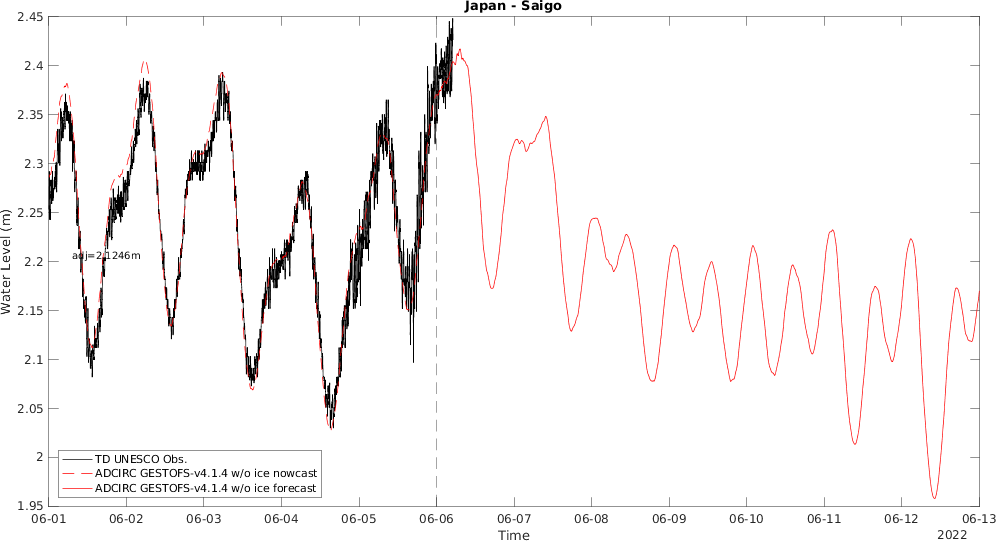 Japan - Saigo
2.45
2.4
2.35
2.3
2.25
2.2
2.15
2.1
2.05
2
1.95
Water Level (m)
adj=2.1246m
TD UNESCO Obs.
ADCIRC GESTOFS-v4.1.4 w/o ice nowcast
ADCIRC GESTOFS-v4.1.4 w/o ice forecast
06-01 06-02 06-03 06-04 06-05 06-06 06-07 06-08 06-09 06-10 06-11 06-12 06-13
Time
2022